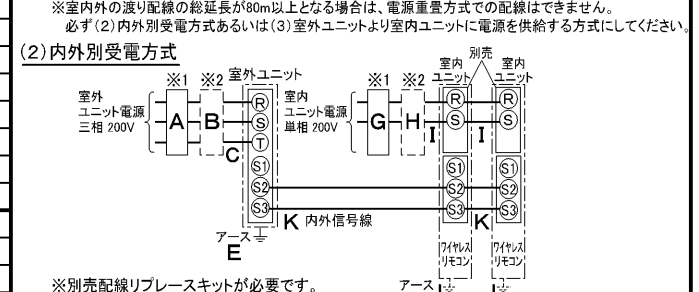 ※室内外の渡り配線の総延長が80m以上となる場合は、電源重畳方式での配線はできません。
必ず(2)内外別受電方式あるいは(3)室外ユニットより室内ユニットに電源を供給する方式にしてください。
(2)内外別受電方式
※1 ※2 室外ユニット
室外
ユニット電源
三相 200V
A B C
R
S
T
S1
S2
S3
アース
E
※1 ※2
室内
ユニット電源
単相 200V
G H
別売
室内
ユニット
室内
ユニット
R R
S S
I I
S1 S1
S2 S2
S3 S3
K 内外信号線
K
ワイヤレス
リモコン
ワイヤレス
リモコン
※別売配線リプレースキットが必要です。
アース